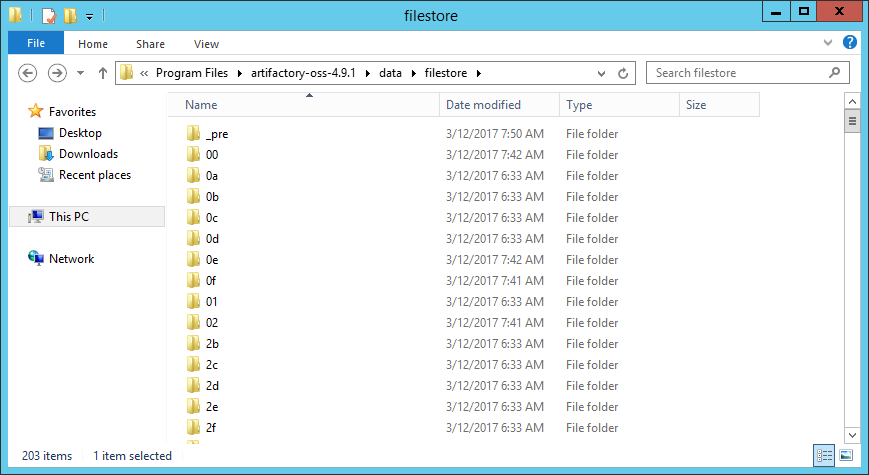 filestore
File Home Share View
« Program Files artifactory-oss-4.9.1 data filestore Search filestore
Name Date modified Type Size
Favorites
Desktop
Downloads
Recent places
This PC
Network
_pre 3/12/2017 7:50 AM File folder
00 3/12/2017 7:42 AM File folder
0a 3/12/2017 6:33 AM File folder
0b 3/12/2017 6:33 AM File folder
0c 3/12/2017 6:33 AM File folder
0d 3/12/2017 6:33 AM File folder
0e 3/12/2017 7:42 AM File folder
0f 3/12/2017 7:41 AM File folder
01 3/12/2017 6:33 AM File folder
02 3/12/2017 7:41 AM File folder
2b 3/12/2017 6:33 AM File folder
2c 3/12/2017 6:33 AM File folder
2d 3/12/2017 6:33 AM File folder
2e 3/12/2017 6:33 AM File folder
2f 3/12/2017 6:33 AM File folder
203 items 1 item selected